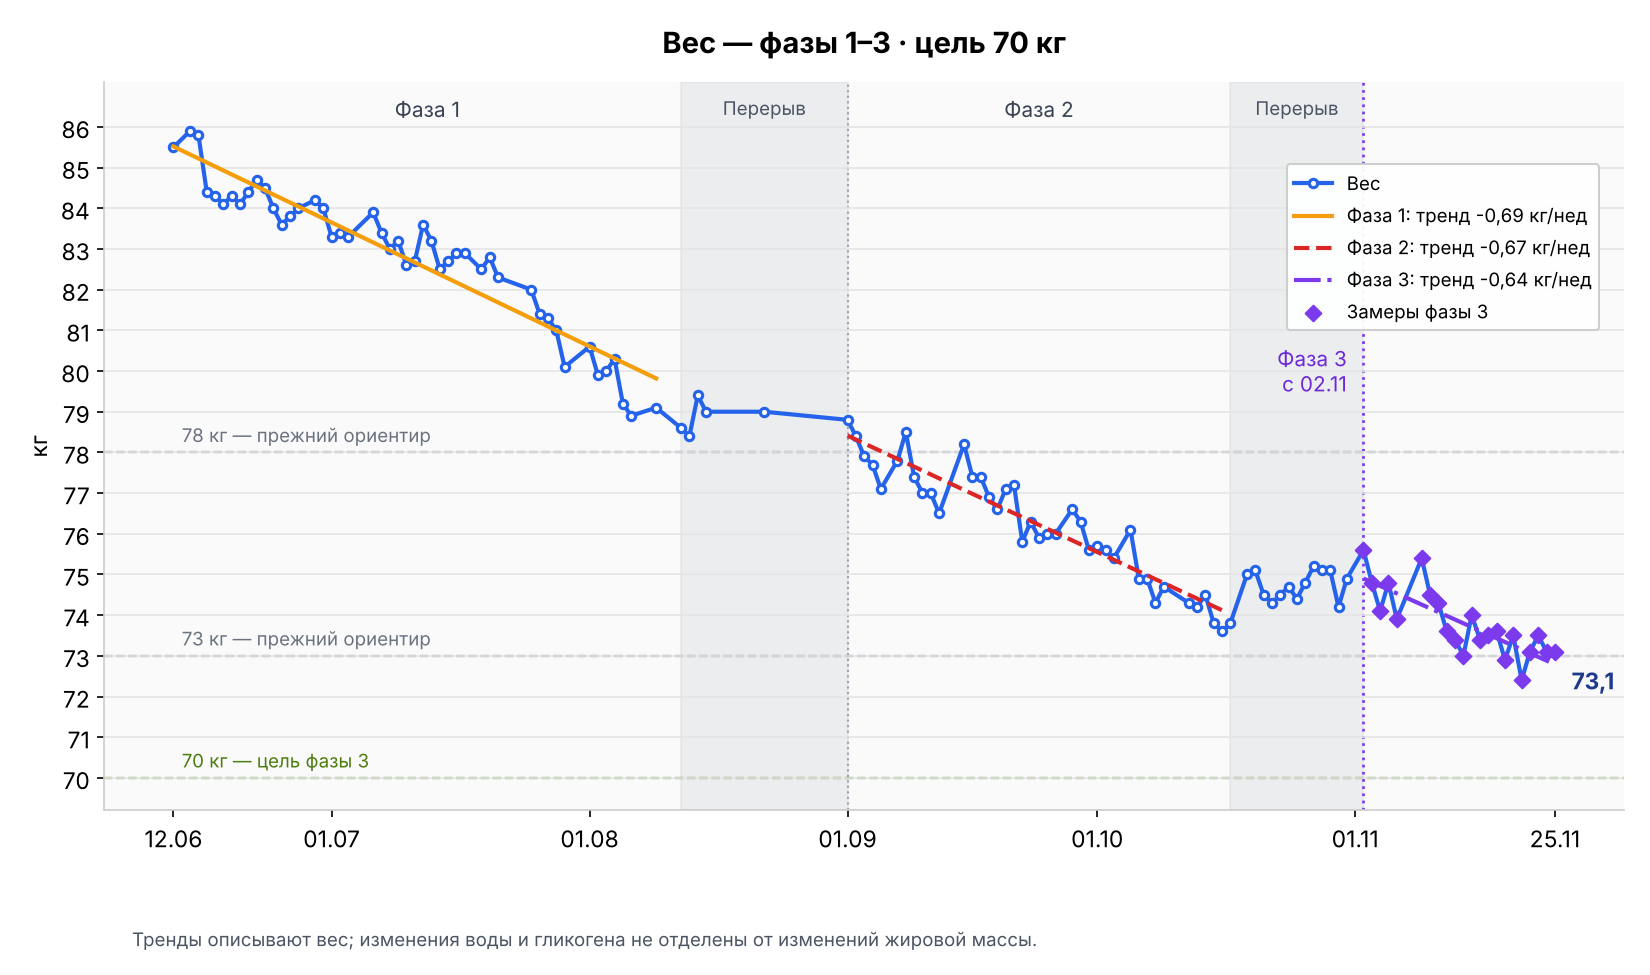 Вес — фазы 1–3 · цель 70 кг
Фаза 1
Перерыв
Фаза 2
Перерыв
Вес
Фаза 1: тренд -0,69 кг/нед
Фаза 2: тренд -0,67 кг/нед
Фаза 3: тренд -0,64 кг/нед
Замеры фазы 3
Фаза 3
с 02.11
86
85
84
83
82
81
80
79
78
77
76
75
74
73
72
71
70
кг
78 кг — прежний ориентир
73 кг — прежний ориентир
70 кг — цель фазы 3
73,1
12.06
01.07
01.08
01.09
01.10
01.11
25.11
Тренды описывают вес; изменения воды и гликогена не отделены от изменений жировой массы.